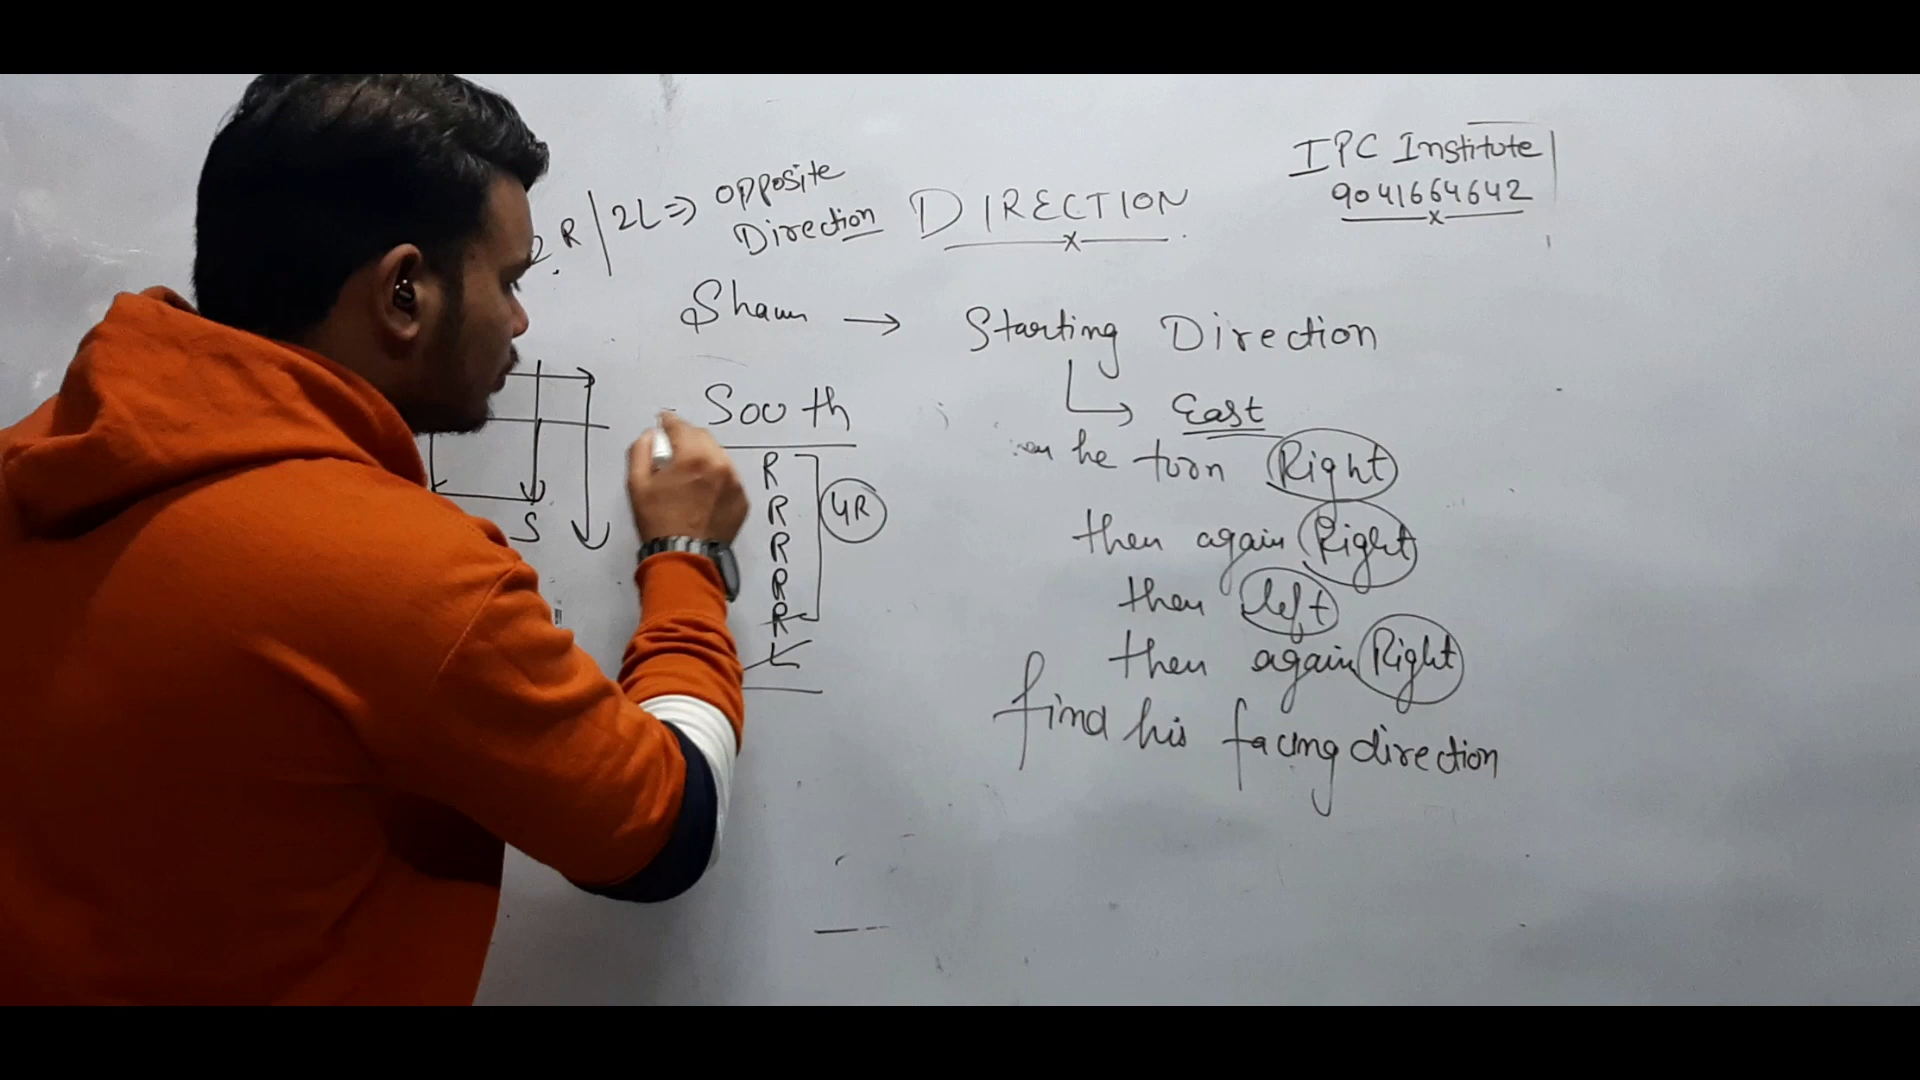 IPC Institute
9041664642
2R | 2L => opposite
Direction
DIRECTION
x
Sham → Starting Direction
East
he turn Right
then again Right
then left
then again Right
find his facing direction
South
R
R
R
R
R
L
4R
S